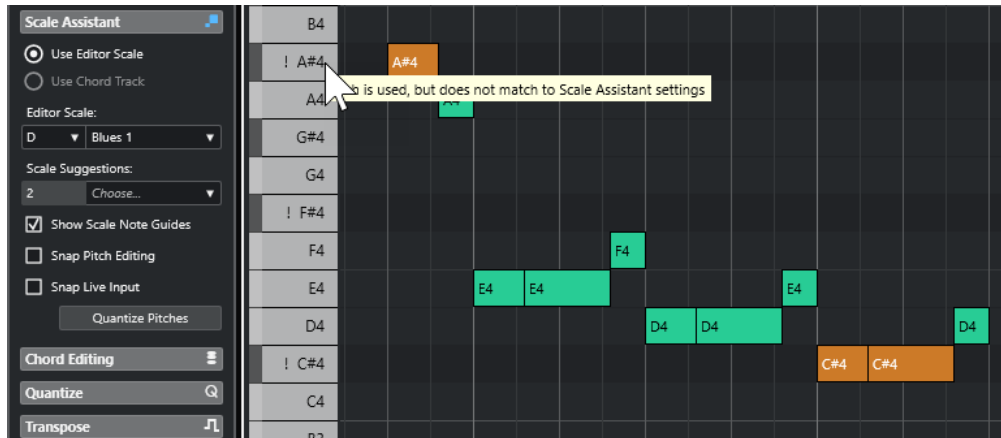 Scale Assistant
Use Editor Scale
Use Chord Track
Editor Scale:
D Blues 1
Scale Suggestions:
2 Choose...
Show Scale Note Guides
Snap Pitch Editing
Snap Live Input
Quantize Pitches
Chord Editing
Quantize
Transpose
B4
! A#4
A4
G#4
G4
! F#4
F4
E4
D4
! C#4
C4
A#4
is used, but does not match to Scale Assistant settings
A4
F4
E4 E4 E4
D4 D4 D4
C#4 C#4